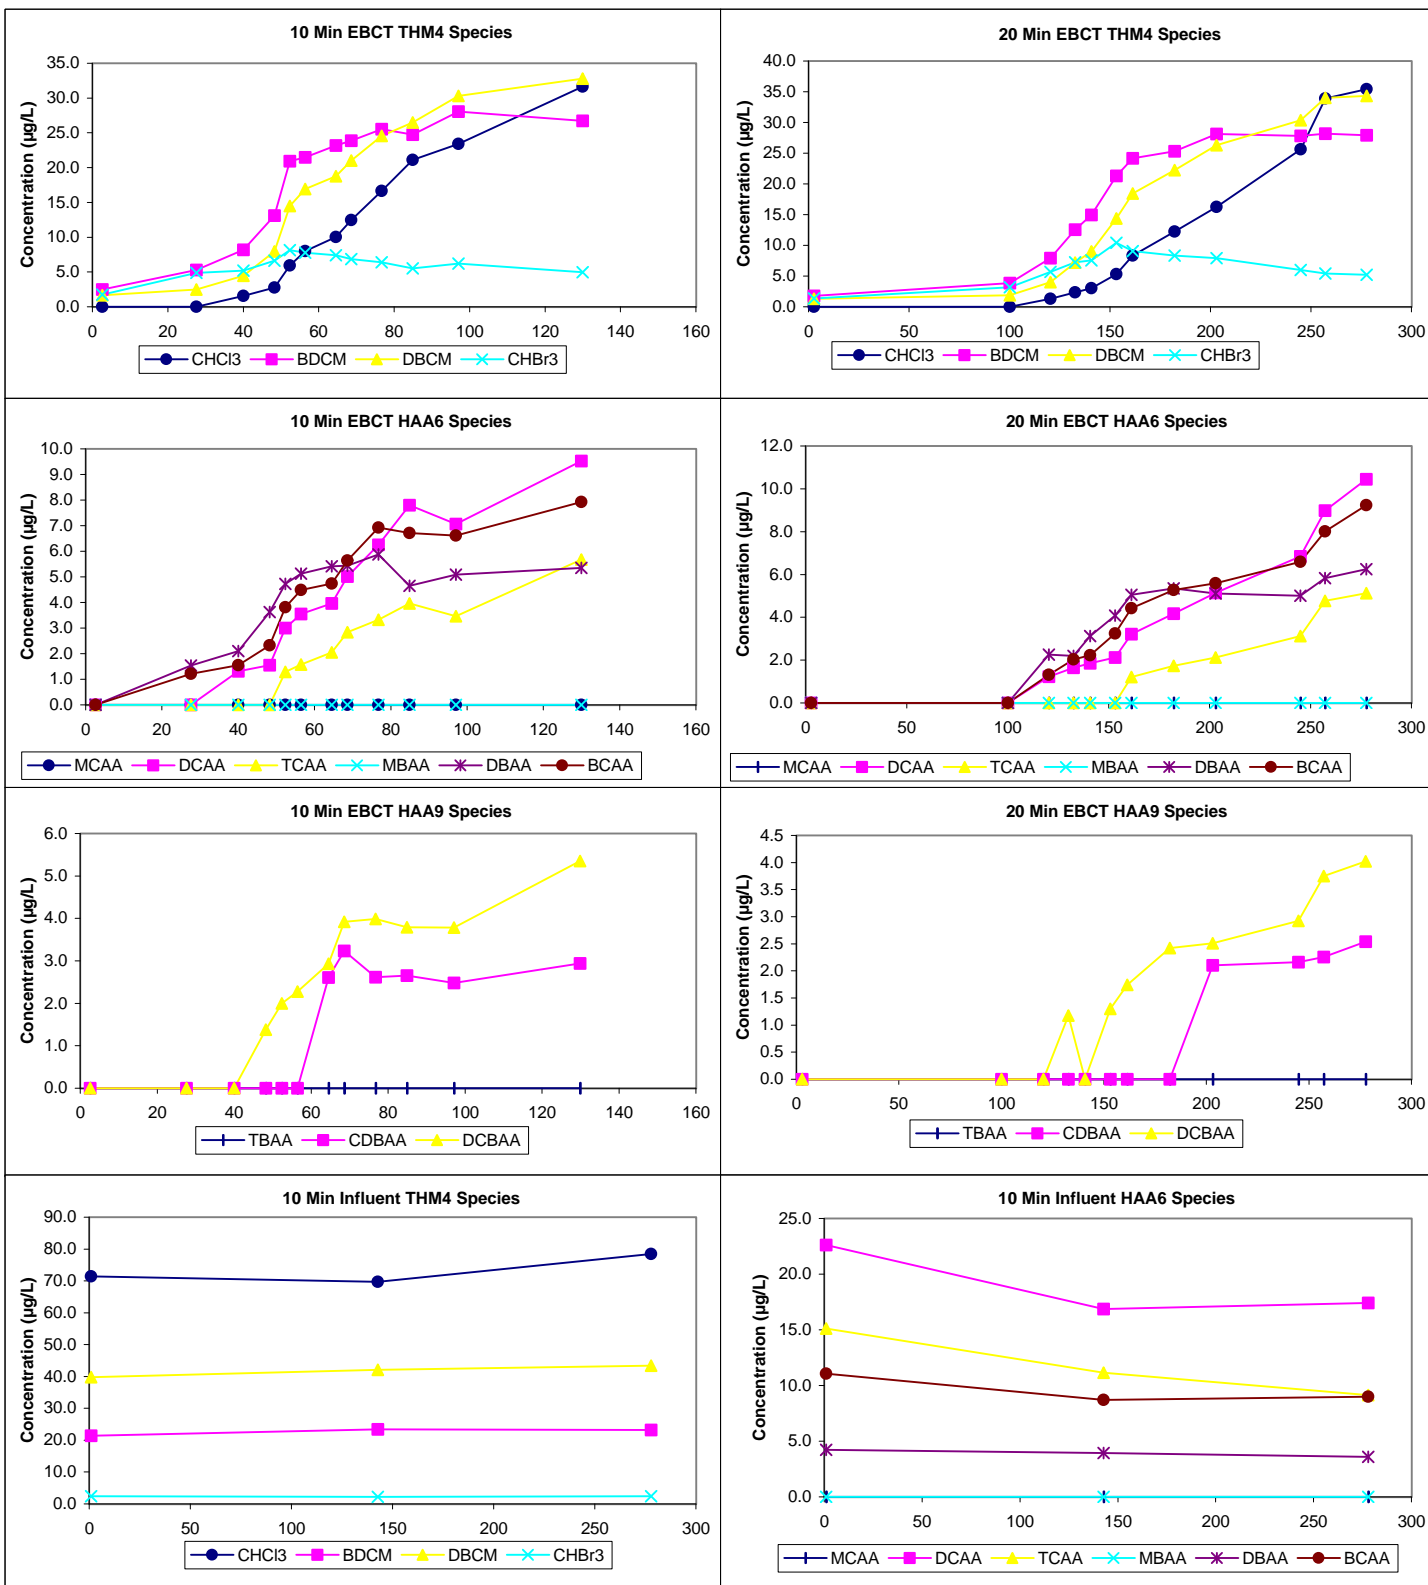 10 Min EBCT THM4 Species
Concentration (µg/L)
35.0
30.0
25.0
20.0
15.0
10.0
5.0
0.0
0 20 40 60 80 100 120 140 160
CHCl3 BDCM DBCM CHBr3
20 Min EBCT THM4 Species
Concentration (µg/L)
40.0
35.0
30.0
25.0
20.0
15.0
10.0
5.0
0.0
0 50 100 150 200 250 300
CHCl3 BDCM DBCM CHBr3
10 Min EBCT HAA6 Species
Concentration (µg/L)
10.0
9.0
8.0
7.0
6.0
5.0
4.0
3.0
2.0
1.0
0.0
0 20 40 60 80 100 120 140 160
MCAA DCAA TCAA MBAA DBAA BCAA
20 Min EBCT HAA6 Species
Concentration (µg/L)
12.0
10.0
8.0
6.0
4.0
2.0
0.0
0 50 100 150 200 250 300
MCAA DCAA TCAA MBAA DBAA BCAA
10 Min EBCT HAA9 Species
Concentration (µg/L)
6.0
5.0
4.0
3.0
2.0
1.0
0.0
0 20 40 60 80 100 120 140 160
TBAA CDBAA DCBAA
20 Min EBCT HAA9 Species
Concentration (µg/L)
4.5
4.0
3.5
3.0
2.5
2.0
1.5
1.0
0.5
0.0
0 50 100 150 200 250 300
TBAA CDBAA DCBAA
10 Min Influent THM4 Species
Concentration (µg/L)
90.0
80.0
70.0
60.0
50.0
40.0
30.0
20.0
10.0
0.0
0 50 100 150 200 250 300
CHCl3 BDCM DBCM CHBr3
10 Min Influent HAA6 Species
Concentration (µg/L)
25.0
20.0
15.0
10.0
5.0
0.0
0 50 100 150 200 250 300
MCAA DCAA TCAA MBAA DBAA BCAA